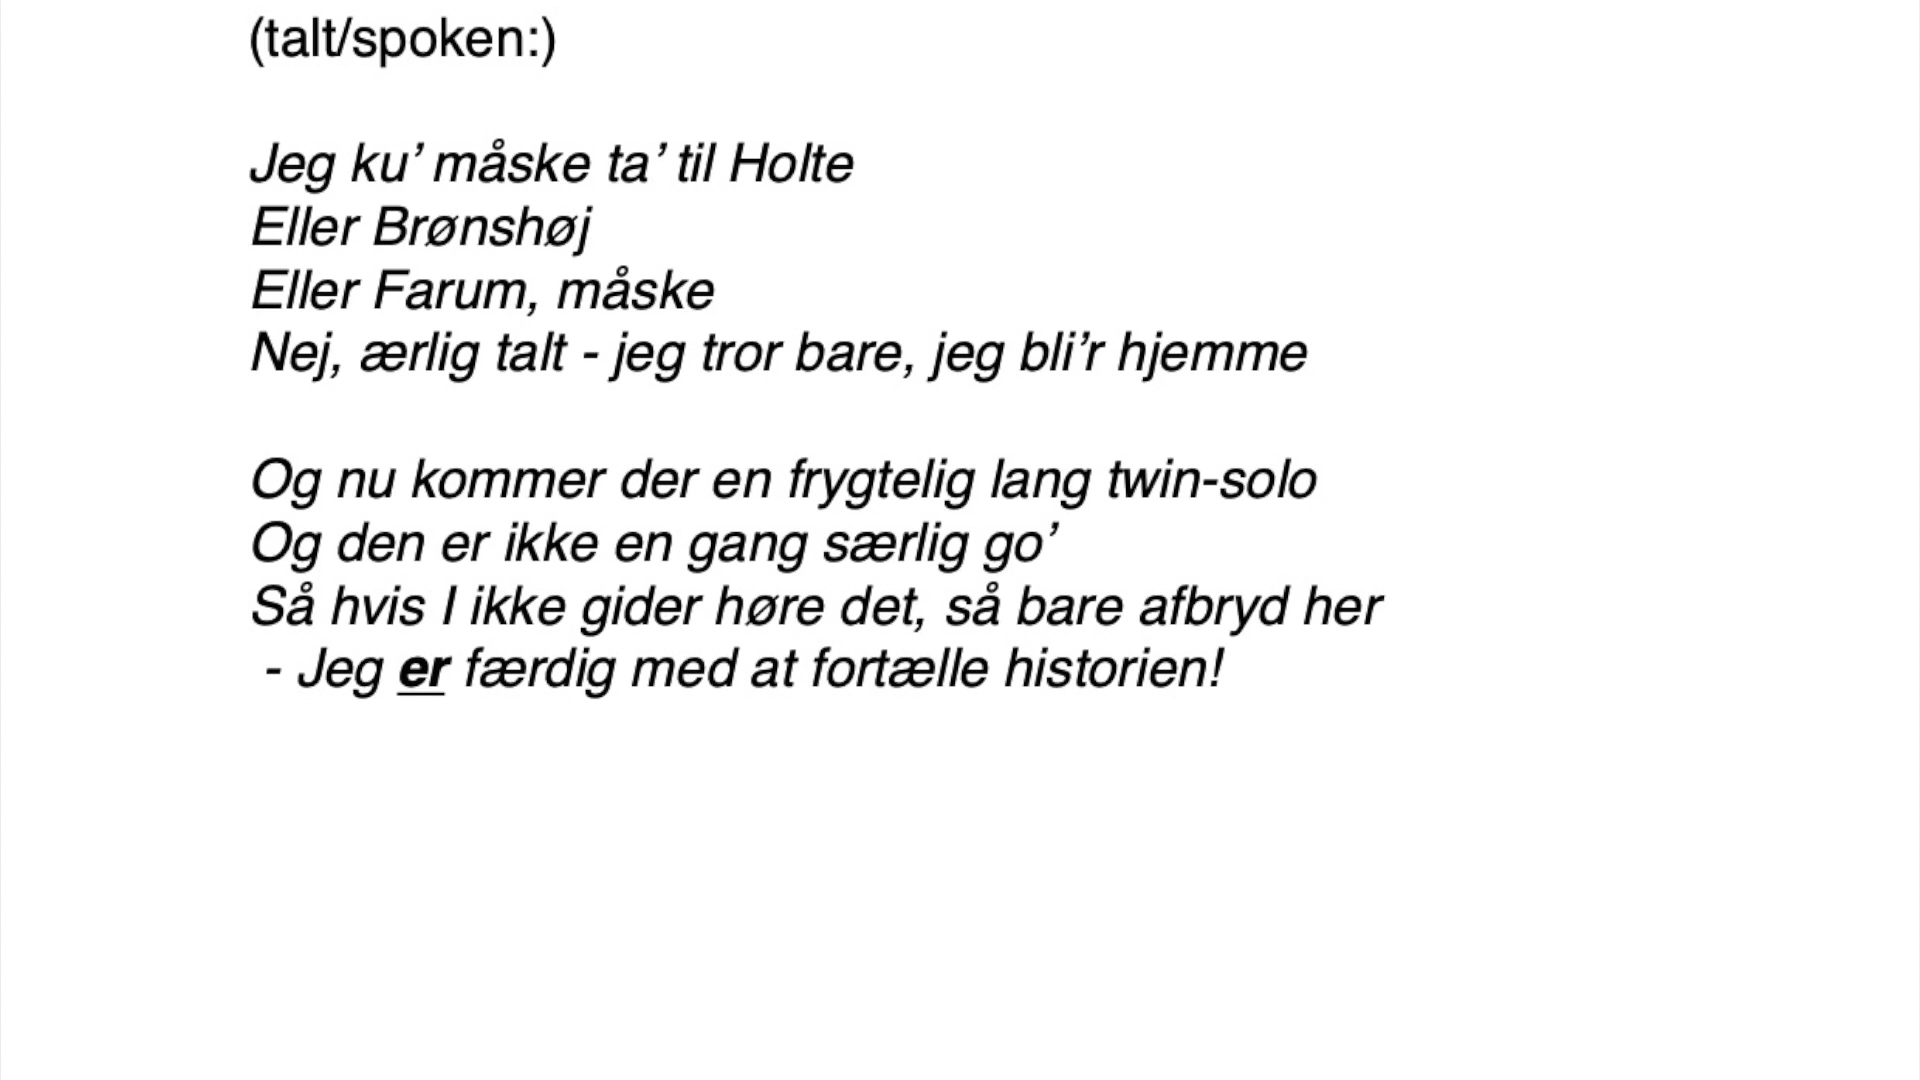 (talt/spoken:)
Jeg ku’ måske ta’ til Holte
Eller Brønshøj
Eller Farum, måske
Nej, ærlig talt - jeg tror bare, jeg bli’r hjemme
Og nu kommer der en frygtelig lang twin-solo
Og den er ikke en gang særlig go’
Så hvis I ikke gider høre det, så bare afbryd her
- Jeg er færdig med at fortælle historien!